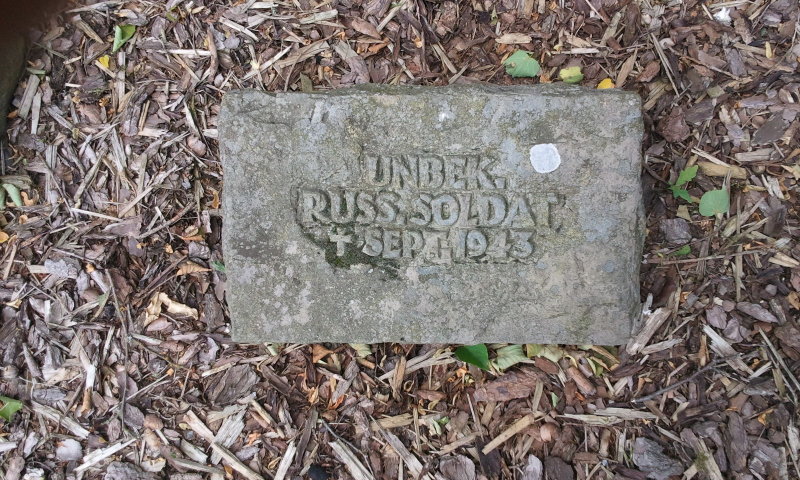 UNBEK.
RUSS. SOLDAT,
† SEPT. 1943